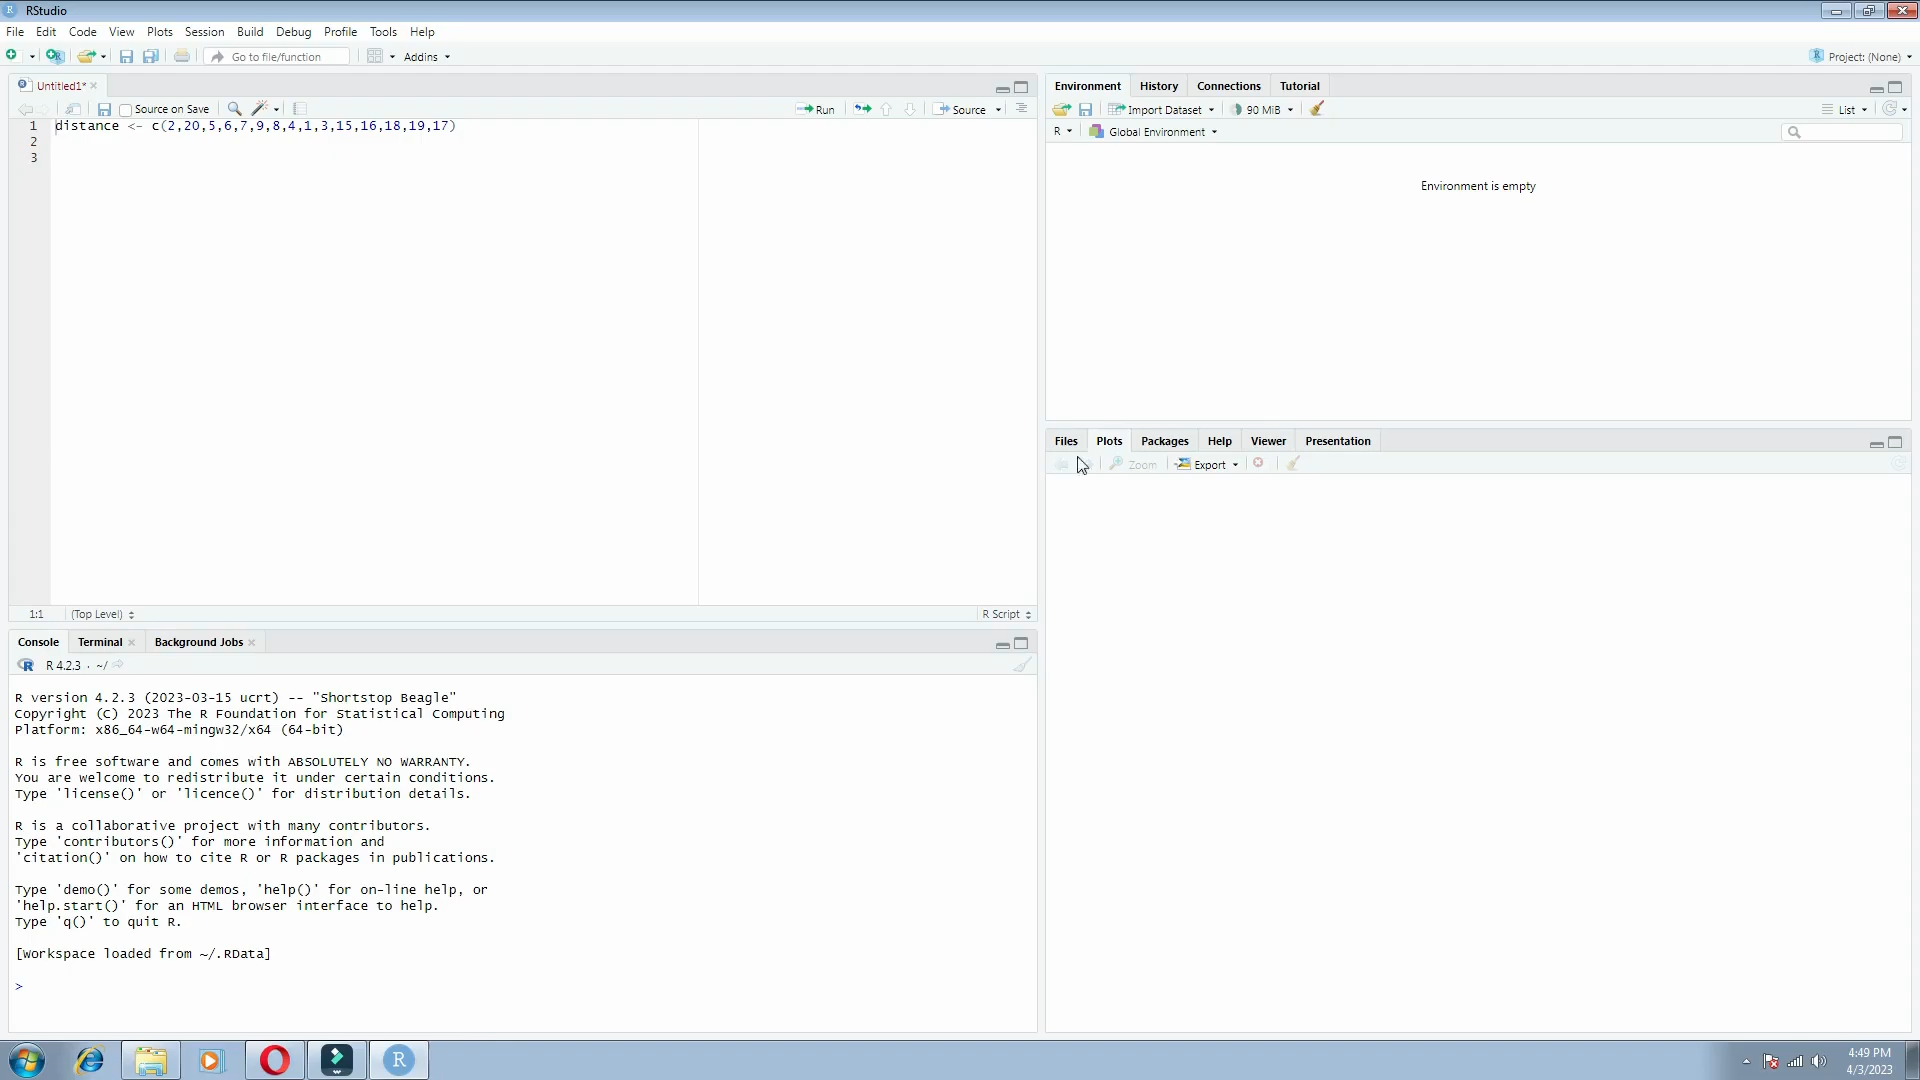 RStudio
File Edit Code View Plots Session Build Debug Profile Tools Help
Go to file/function Addins Project: (None)
Untitled1*
Source on Save Run Source
1 distance <- c(2,20,5,6,7,9,8,4,1,3,15,16,18,19,17)
2
3
1:1 (Top Level) R Script
Console Terminal Background Jobs
R 4.2.3 · ~/
R version 4.2.3 (2023-03-15 ucrt) -- "Shortstop Beagle"
Copyright (C) 2023 The R Foundation for Statistical Computing
Platform: x86_64-w64-mingw32/x64 (64-bit)
R is free software and comes with ABSOLUTELY NO WARRANTY.
You are welcome to redistribute it under certain conditions.
Type 'license()' or 'licence()' for distribution details.
R is a collaborative project with many contributors.
Type 'contributors()' for more information and
'citation()' on how to cite R or R packages in publications.
Type 'demo()' for some demos, 'help()' for on-line help, or
'help.start()' for an HTML browser interface to help.
Type 'q()' to quit R.
[Workspace loaded from ~/.RData]
>
Environment History Connections Tutorial
Import Dataset 90 MiB List
R Global Environment
Environment is empty
Files Plots Packages Help Viewer Presentation
Zoom Export
4:49 PM
4/3/2023